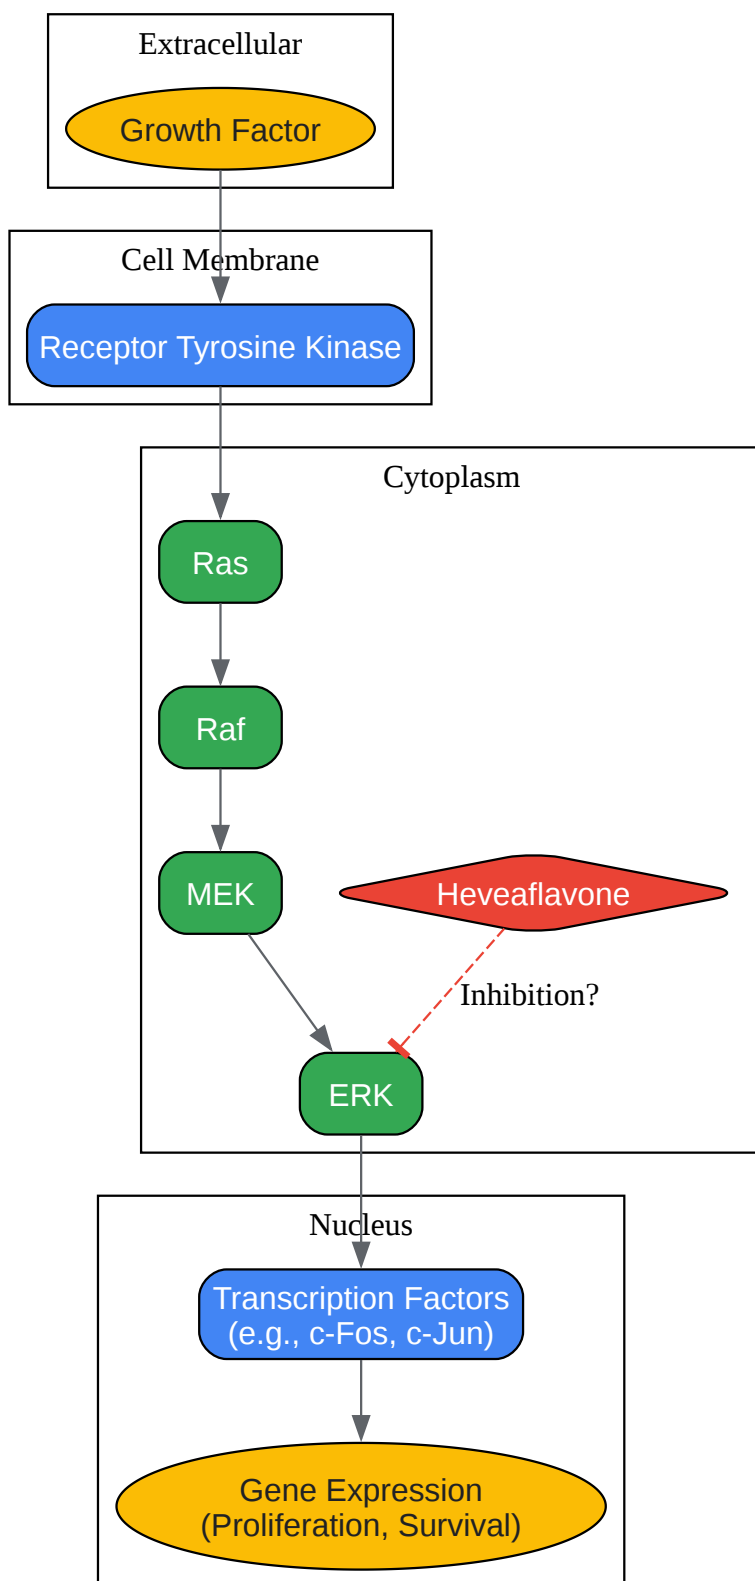 Extracellular
Growth Factor
Cell Membrane
Receptor Tyrosine Kinase
Cytoplasm
Ras
Raf
MEK
Heveaflavone
Inhibition?
ERK
Nucleus
Transcription Factors
(e.g., c-Fos, c-Jun)
Gene Expression
(Proliferation, Survival)